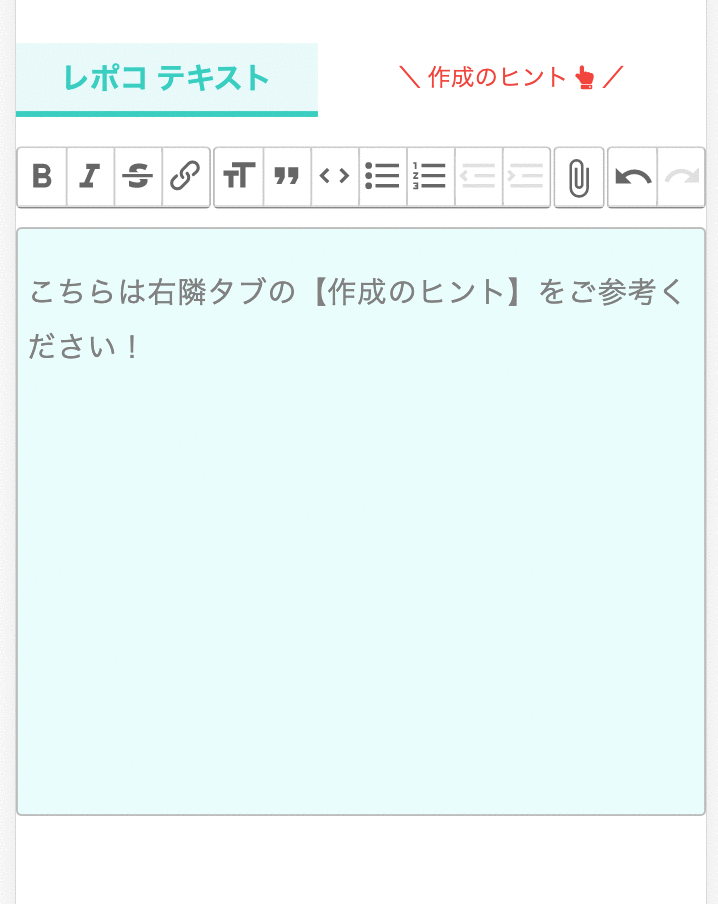 レポコ テキスト
＼ 作成のヒント 👆 ／
B I S TT ” < >
こちらは右隣タブの【作成のヒント】をご参考く
ださい！